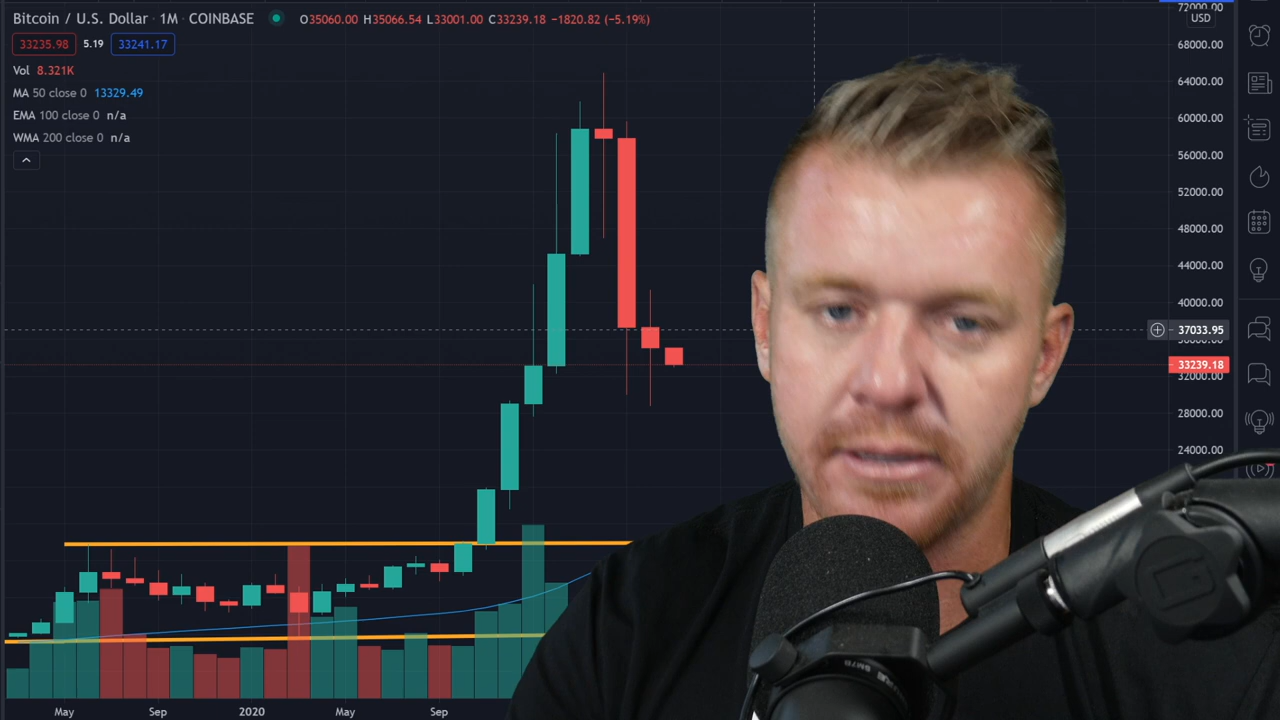 Bitcoin / U.S. Dollar · 1M · COINBASE O35060.00 H35066.54 L33001.00 C33239.18 −1820.82 (−5.19%)
33235.98 5.19 33241.17
Vol 8.321K
MA 50 close 0 13329.49
EMA 100 close 0 n/a
WMA 200 close 0 n/a
72000.00
USD
68000.00
64000.00
60000.00
56000.00
52000.00
48000.00
44000.00
40000.00
37033.95
36000.00
33239.18
32000.00
28000.00
24000.00
SM7B
May Sep 2020 May Sep